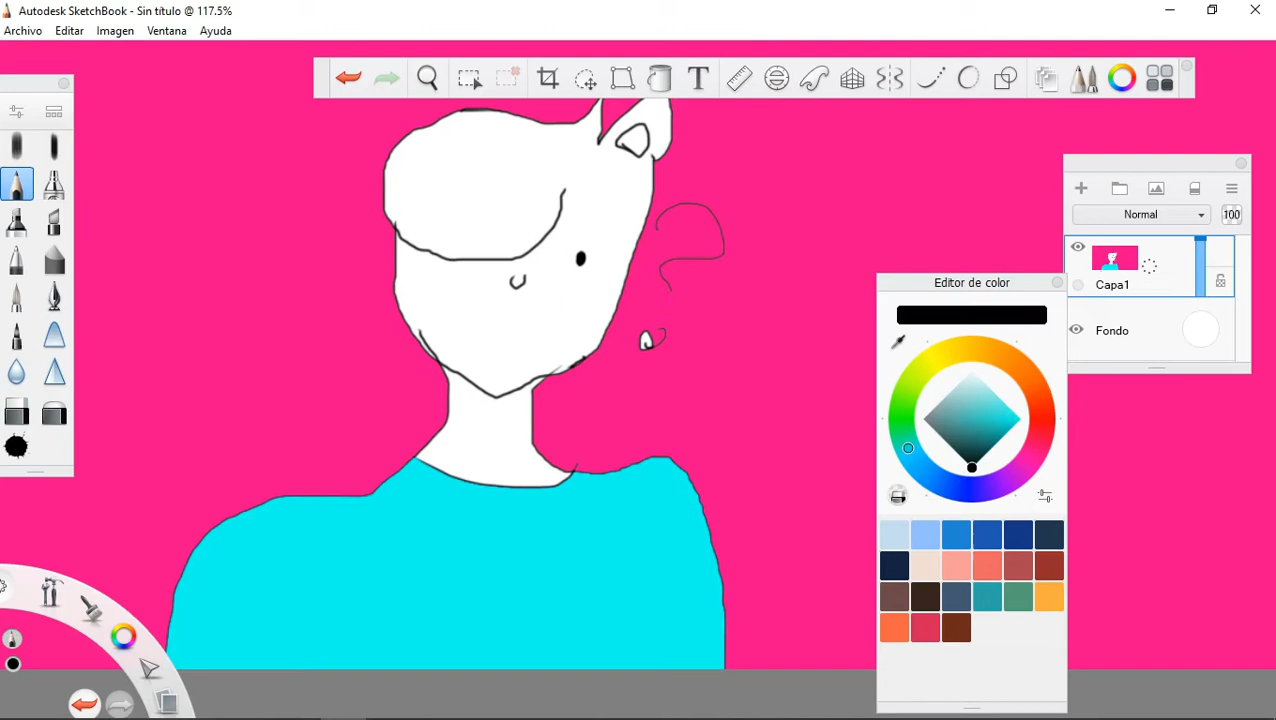 Autodesk SketchBook - Sin título @ 117.5%
Archivo Editar Imagen Ventana Ayuda
T
Normal 100
Editor de color
Capa1
Fondo